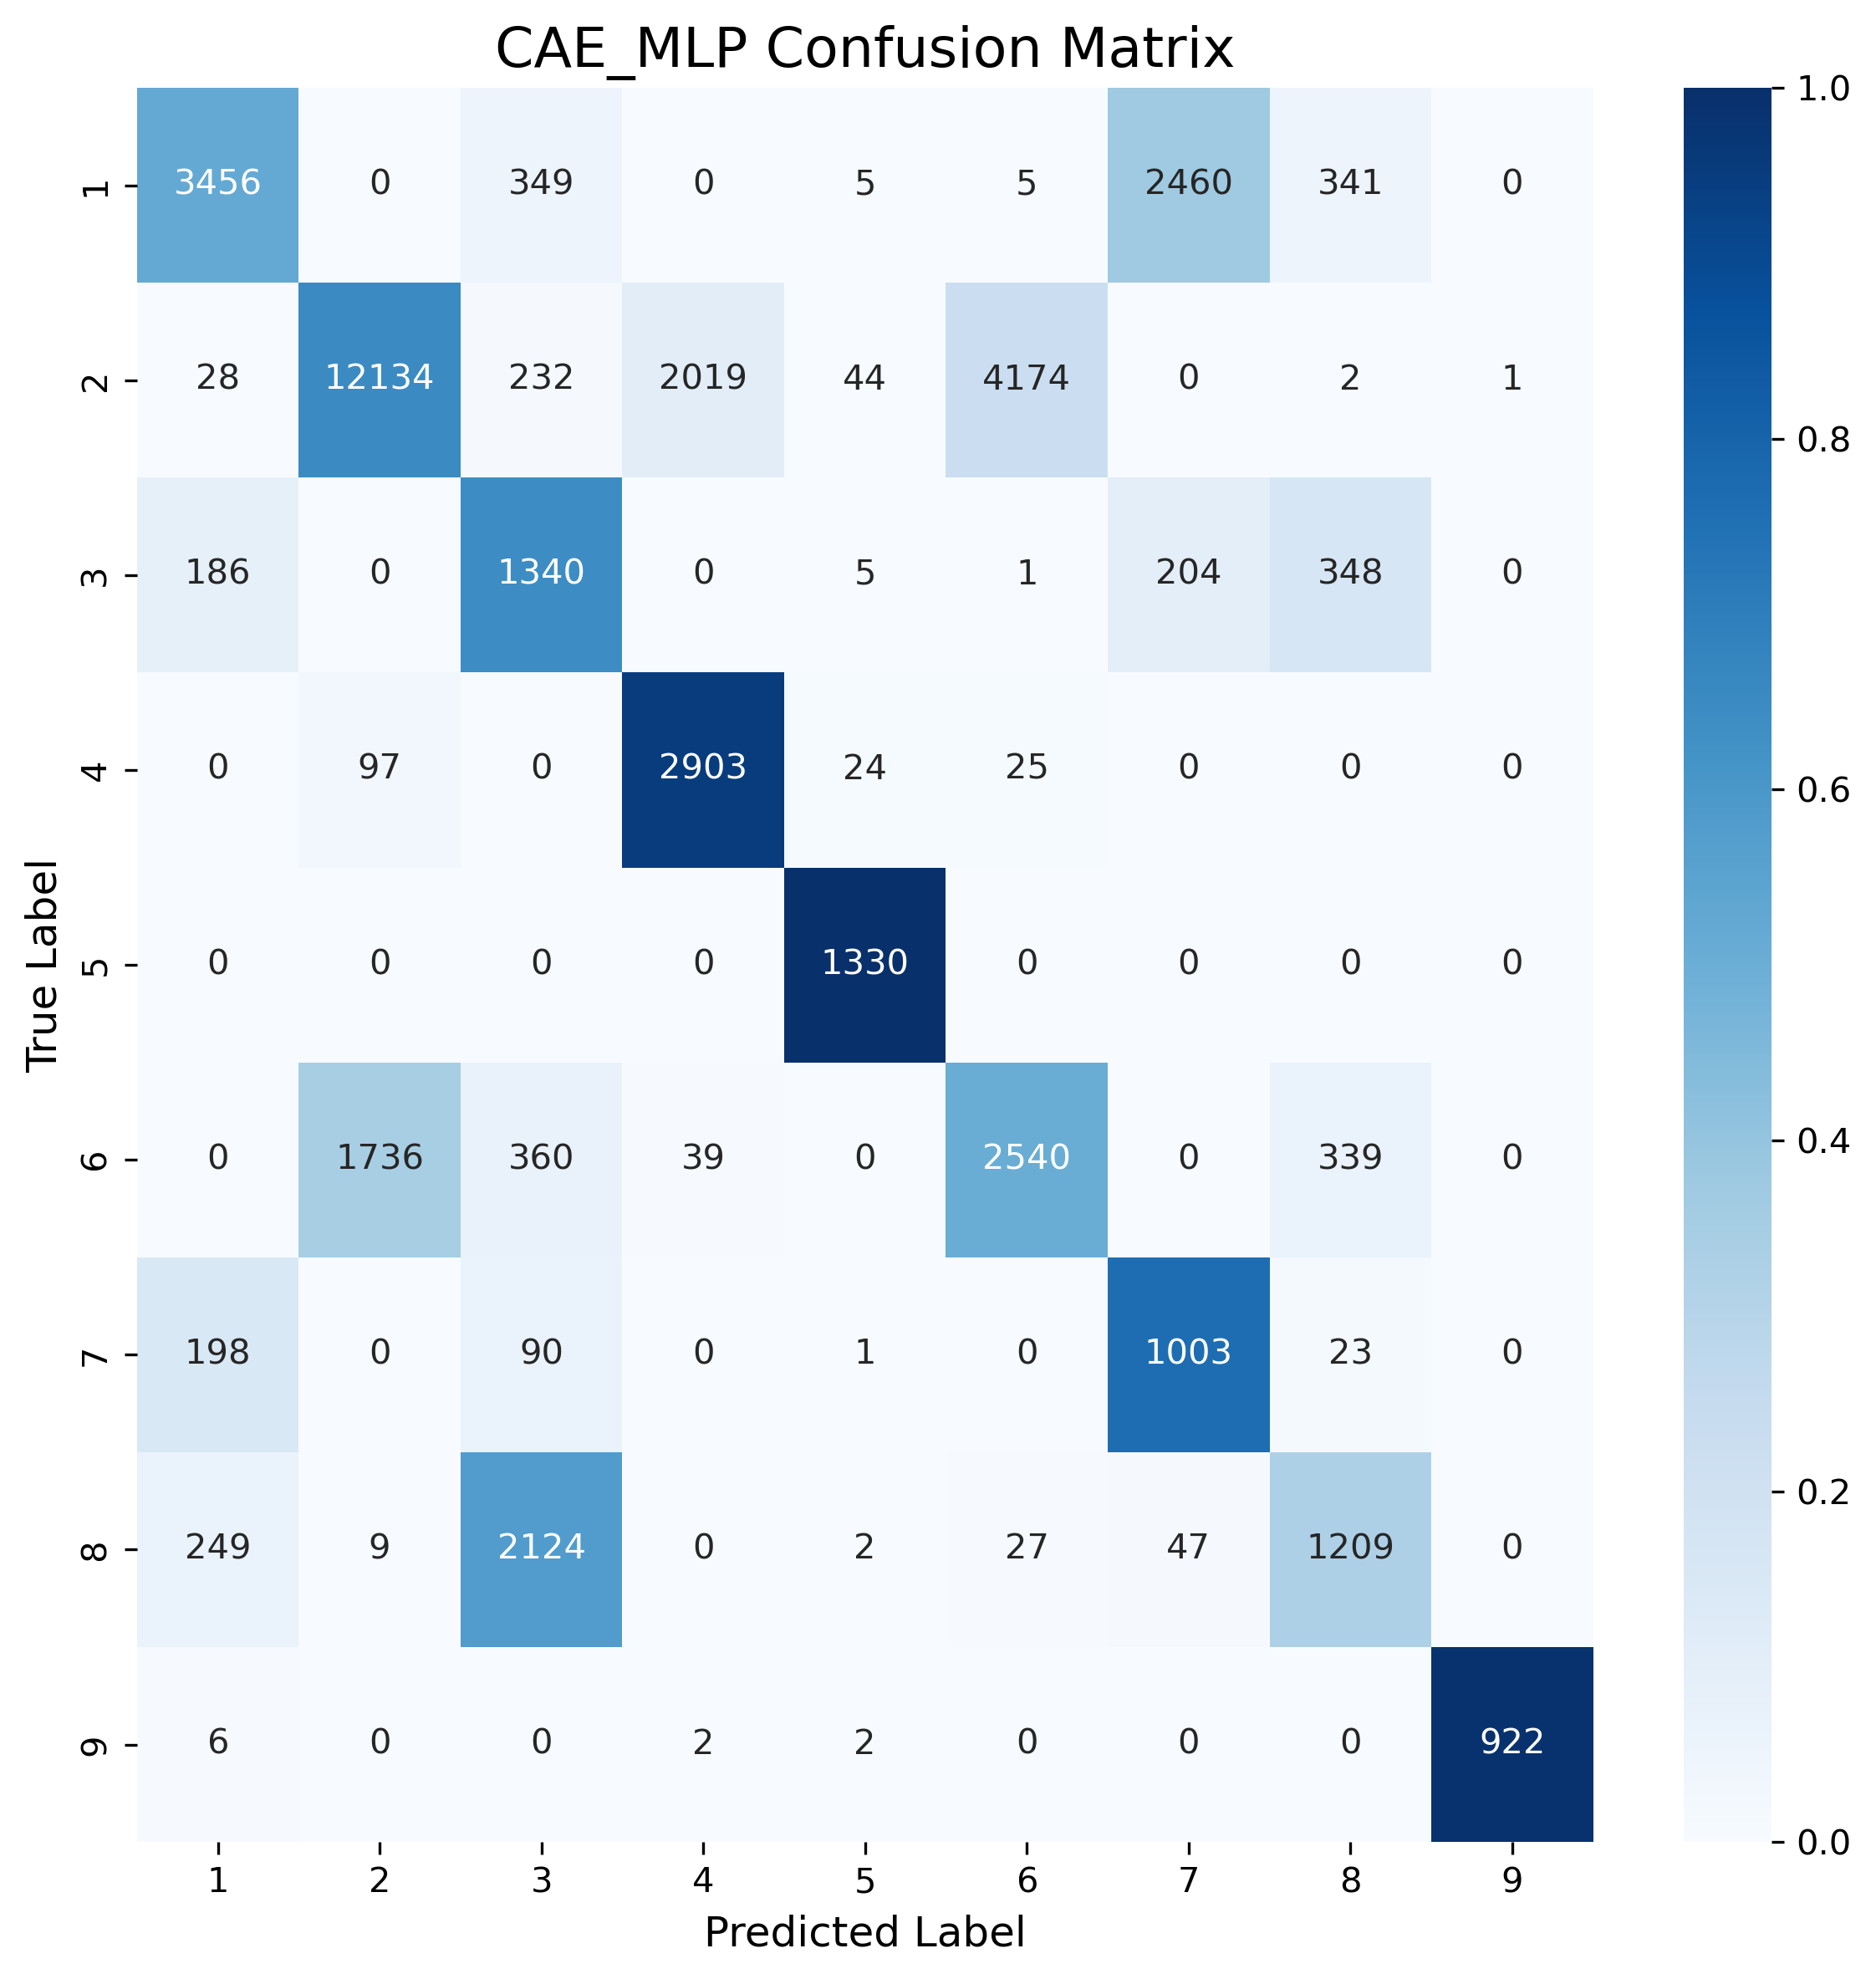 CAE_MLP Confusion Matrix
1 3456 0 349 0 5 5 2460 341 0
2 28 12134 232 2019 44 4174 0 2 1
3 186 0 1340 0 5 1 204 348 0
4 0 97 0 2903 24 25 0 0 0
5 0 0 0 0 1330 0 0 0 0
6 0 1736 360 39 0 2540 0 339 0
7 198 0 90 0 1 0 1003 23 0
8 249 9 2124 0 2 27 47 1209 0
9 6 0 0 2 2 0 0 0 922
1 2 3 4 5 6 7 8 9
Predicted Label
True Label
1.0
0.8
0.6
0.4
0.2
0.0